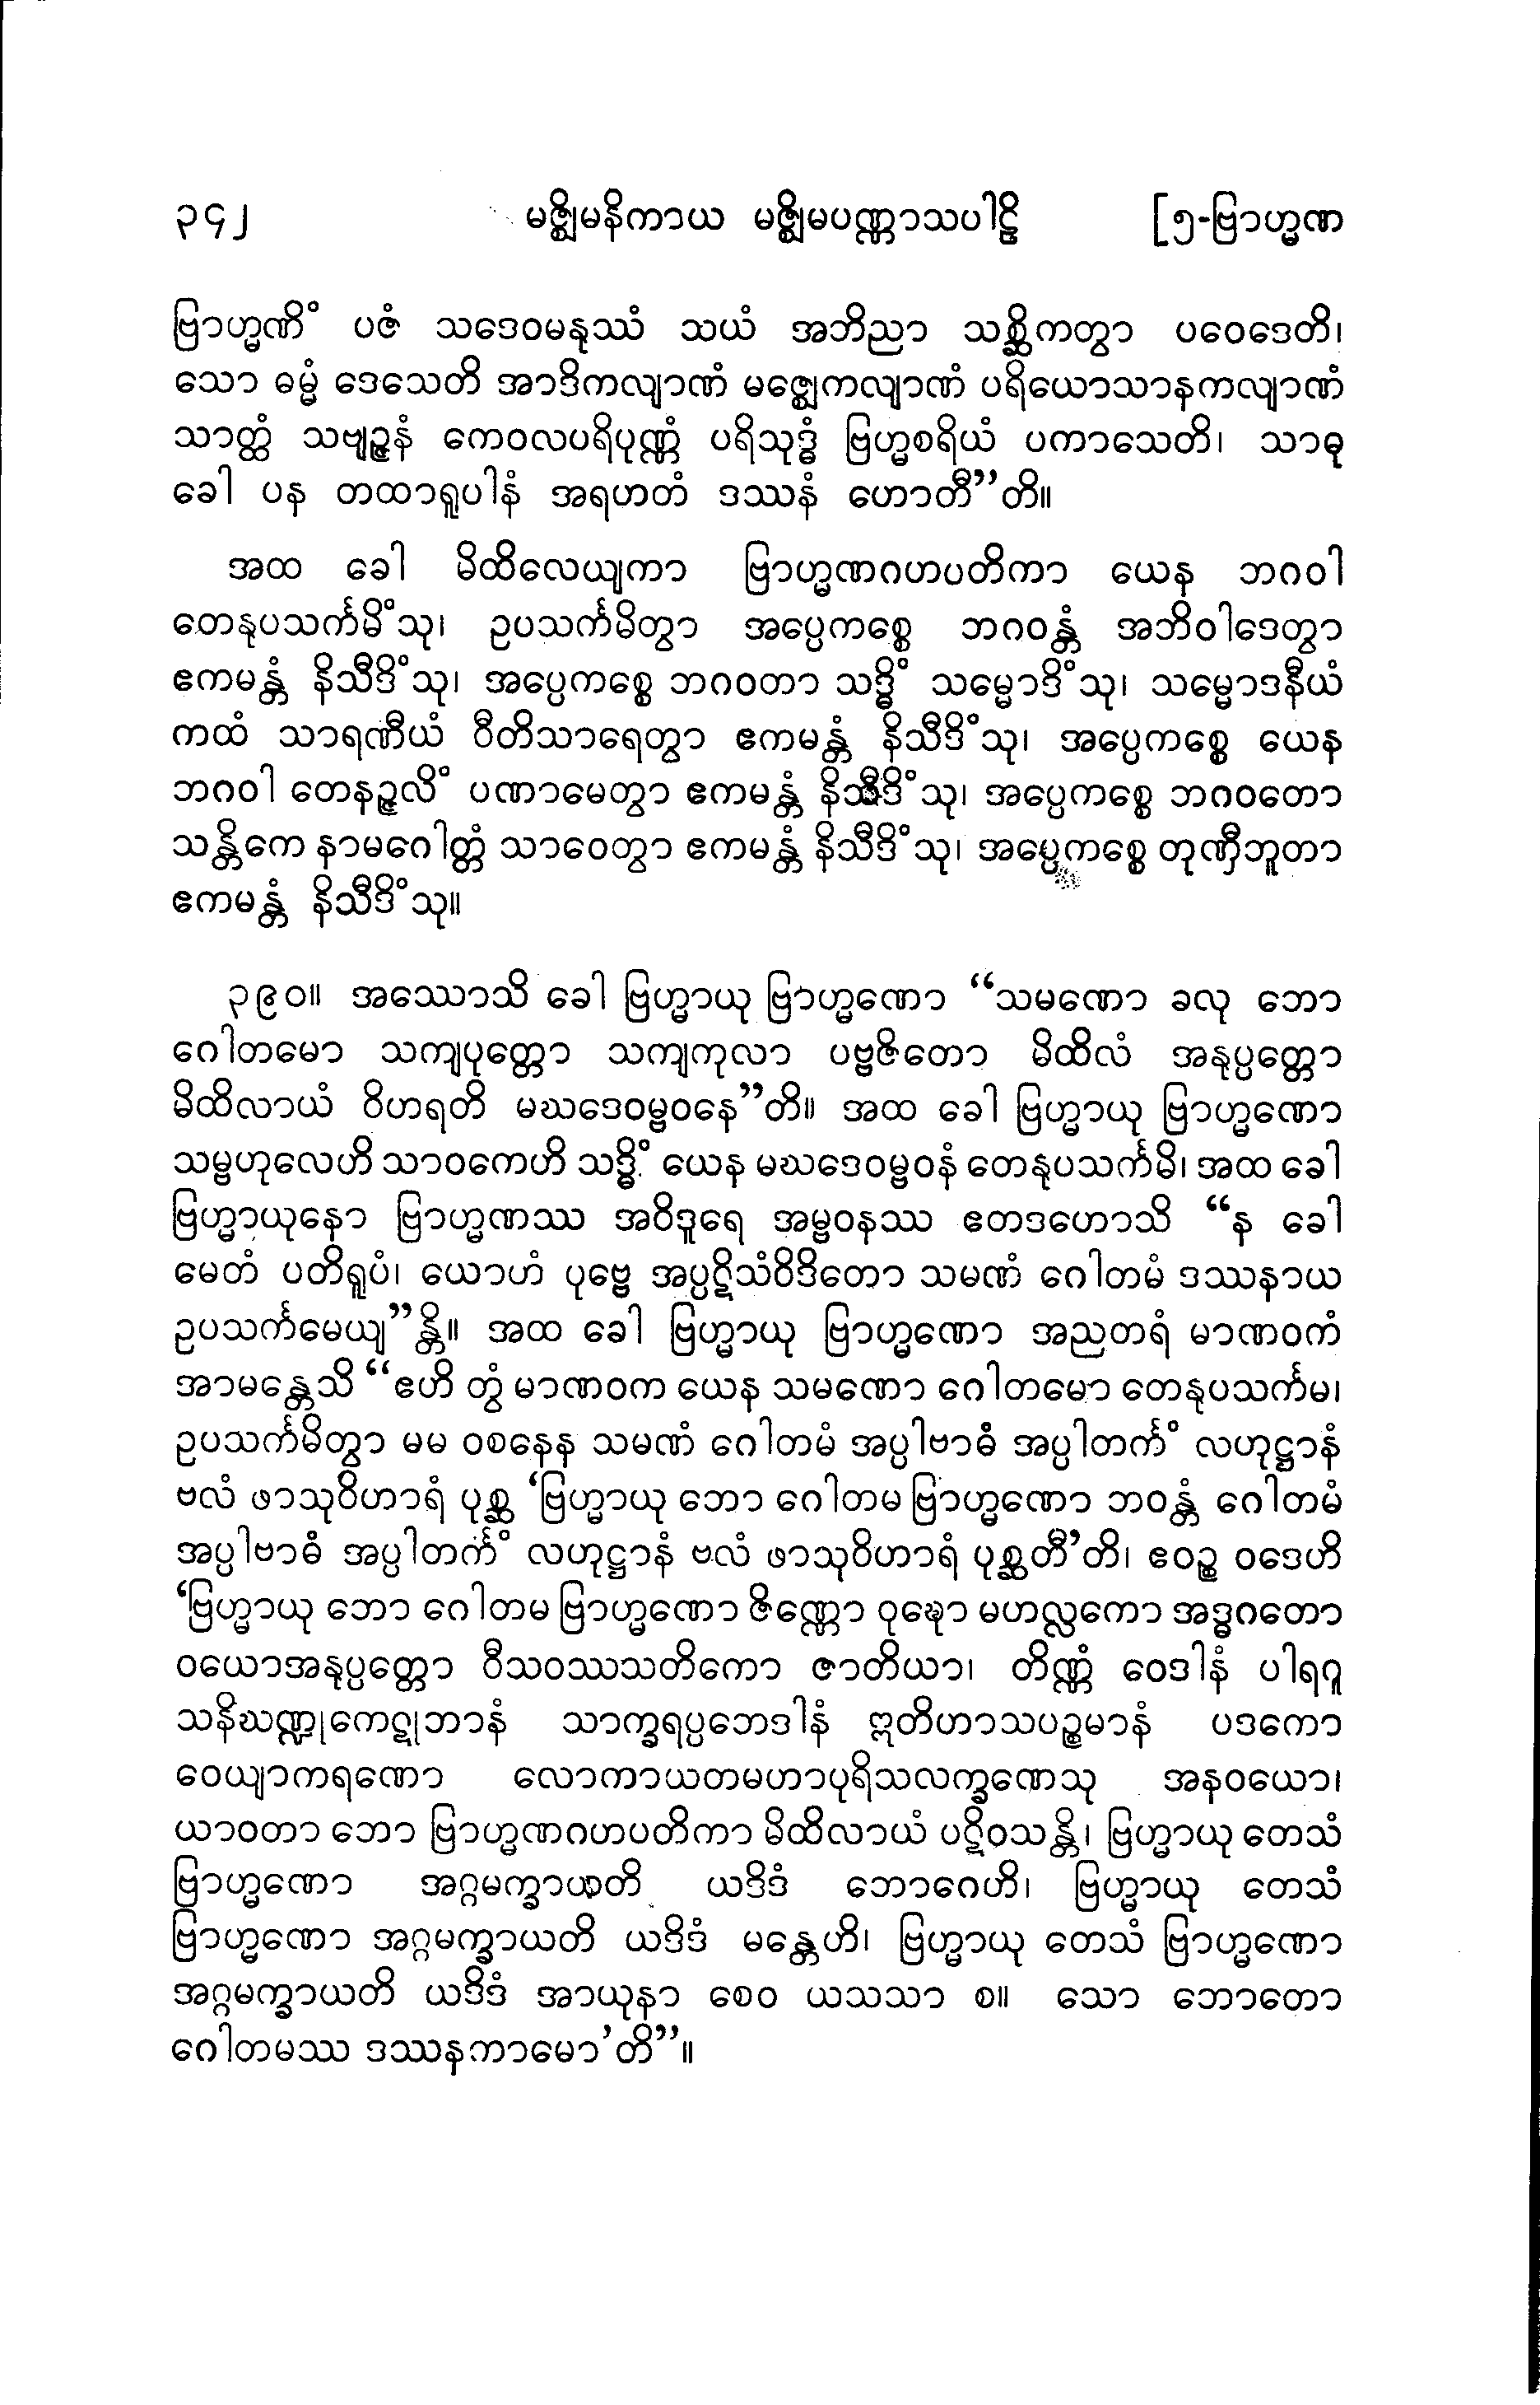 ၃၄၂ မဇ္ဈိမနိကာယ မဇ္ဈိမပဏ္ဏာသပါဠိ [၅-ဗြာဟ္မဏ
ဗြာဟ္မဏိံ ပဇံ သဒေဝမနုဿံ သယံ အဘိညာ သစ္ဆိကတွာ ပဝေဒေတိ၊
သော ဓမ္မံ ဒေသေတိ အာဒိကလျာဏံ မဇ္ဈေကလျာဏံ ပရိယောသာနကလျာဏံ
သာတ္ထံ သဗျဉ္ဇနံ ကေဝလပရိပုဏ္ဏံ ပရိသုဒ္ဓံ ဗြဟ္မစရိယံ ပကာသေတိ၊ သာဓု
ခေါ ပန တထာရူပါနံ အရဟတံ ဒဿနံ ဟောတီ”တိ။
အထ ခေါ မိထိလေယျကာ ဗြာဟ္မဏဂဟပတိကာ ယေန ဘဂဝါ
တေနုပသင်္ကမိံသု၊ ဥပသင်္ကမိတွာ အပ္ပေကစ္စေ ဘဂဝန္တံ အဘိဝါဒေတွာ
ဧကမန္တံ နိသီဒိံသု၊ အပ္ပေကစ္စေ ဘဂဝတာ သဒ္ဓိံ သမ္မောဒိံသု၊ သမ္မောဒနီယံ
ကထံ သာရဏီယံ ဝီတိသာရေတွာ ဧကမန္တံ နိသီဒိံသု၊ အပ္ပေကစ္စေ ယေန
ဘဂဝါ တေနဉ္ဇလိံ ပဏာမေတွာ ဧကမန္တံ နိသီဒိံသု၊ အပ္ပေကစ္စေ ဘဂဝတော
သန္တိကေ နာမဂေါတ္တံ သာဝေတွာ ဧကမန္တံ နိသီဒိံသု၊ အပ္ပေကစ္စေ တုဏှီဘူတာ
ဧကမန္တံ နိသီဒိံသု။
၃၉၀။ အဿောသိ ခေါ ဗြဟ္မာယု ဗြာဟ္မဏော “သမဏော ခလု ဘော
ဂေါတမော သကျပုတ္တော သကျကုလာ ပဗ္ဗဇိတော မိထိလံ အနုပ္ပတ္တော
မိထိလာယံ ဝိဟရတိ မဃဒေဝမ္ဗဝနေ”တိ။ အထ ခေါ ဗြဟ္မာယု ဗြာဟ္မဏော
သမ္ဗဟုလေဟိ သာဝကေဟိ သဒ္ဓိံ ယေန မဃဒေဝမ္ဗဝနံ တေနုပသင်္ကမိ၊ အထ ခေါ
ဗြဟ္မာယုနော ဗြာဟ္မဏဿ အဝိဒူရေ အမ္ဗဝနဿ ဧတဒဟောသိ “န ခေါ
မေတံ ပတိရူပံ၊ ယောဟံ ပုဗ္ဗေ အပ္ပဋိသံဝိဒိတော သမဏံ ဂေါတမံ ဒဿနာယ
ဥပသင်္ကမေယျ”န္တိ။ အထ ခေါ ဗြဟ္မာယု ဗြာဟ္မဏော အညတရံ မာဏဝကံ
အာမန္တေသိ “ဧဟိ တွံ မာဏဝက ယေန သမဏော ဂေါတမော တေနုပသင်္ကမ၊
ဥပသင်္ကမိတွာ မမ ဝစနေန သမဏံ ဂေါတမံ အပ္ပါဗာဓံ အပ္ပါတင်္ကံ လဟုဋ္ဌာနံ
ဗလံ ဖာသုဝိဟာရံ ပုစ္ဆ ‘ဗြဟ္မာယု ဘော ဂေါတမ ဗြာဟ္မဏော ဘဝန္တံ ဂေါတမံ
အပ္ပါဗာဓံ အပ္ပါတင်္ကံ လဟုဋ္ဌာနံ ဗလံ ဖာသုဝိဟာရံ ပုစ္ဆတီ’တိ၊ ဧဝဉ္စ ဝဒေဟိ
‘ဗြဟ္မာယု ဘော ဂေါတမ ဗြာဟ္မဏော ဇိဏ္ဏော ဝုဍ္ဎော မဟလ္လကော အဒ္ဓဂတော
ဝယောအနုပ္ပတ္တော ဝီသဝဿသတိကော ဇာတိယာ၊ တိဏ္ဏံ ဝေဒါနံ ပါရဂူ
သနိဃဏ္ဍုကေဋုဘာနံ သာက္ခရပ္ပဘေဒါနံ ဣတိဟာသပဉ္စမာနံ ပဒကော
ဝေယျာကရဏော လောကာယတမဟာပုရိသလက္ခဏေသု အနဝယော၊
ယာဝတာ ဘော ဗြာဟ္မဏဂဟပတိကာ မိထိလာယံ ပဋိဝသန္တိ၊ ဗြဟ္မာယု တေသံ
ဗြာဟ္မဏော အဂ္ဂမက္ခာယတိ ယဒိဒံ ဘောဂေဟိ၊ ဗြဟ္မာယု တေသံ
ဗြာဟ္မဏော အဂ္ဂမက္ခာယတိ ယဒိဒံ မန္တေဟိ၊ ဗြဟ္မာယု တေသံ ဗြာဟ္မဏော
အဂ္ဂမက္ခာယတိ ယဒိဒံ အာယုနာ စေဝ ယသသာ စ။ သော ဘောတော
ဂေါတမဿ ဒဿနကာမော’တိ”။